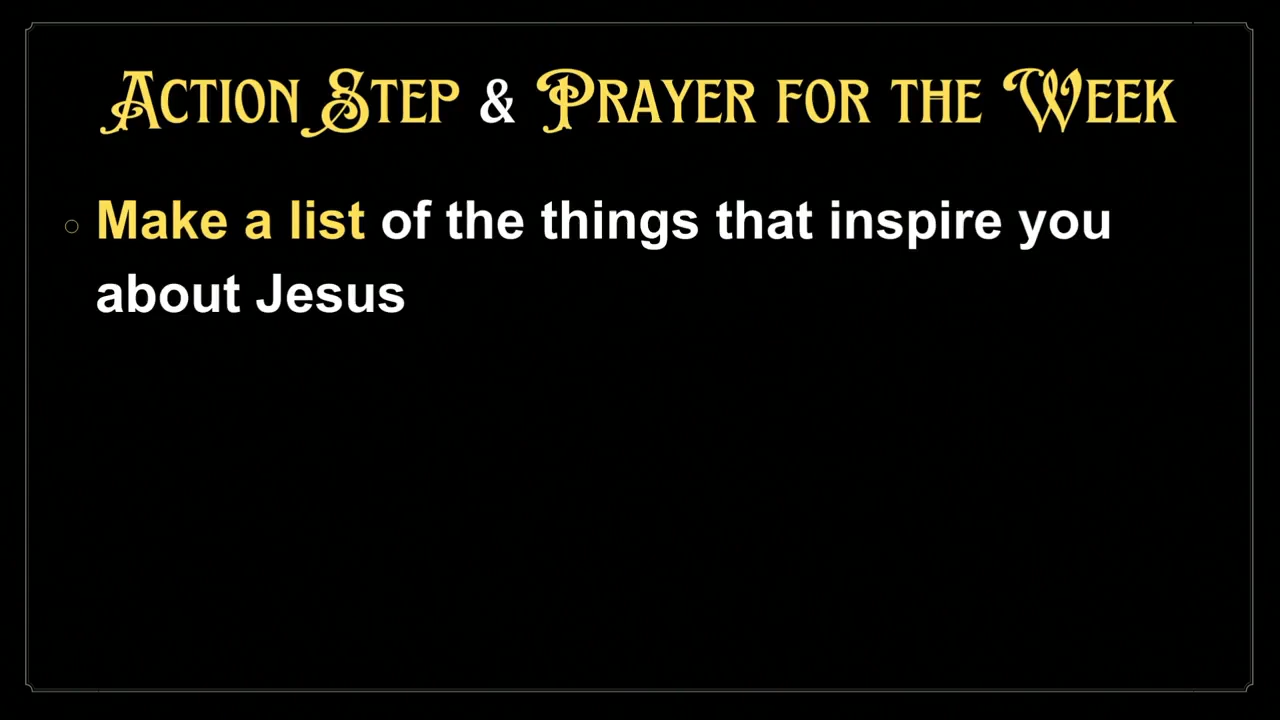 Action Step & Prayer for the Week
Make a list of the things that inspire you
about Jesus